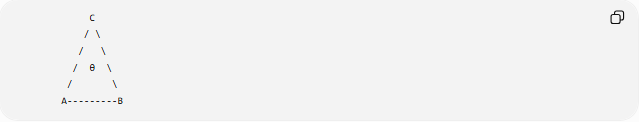 C
/ \
/   \
/  θ  \
/       \
A---------B